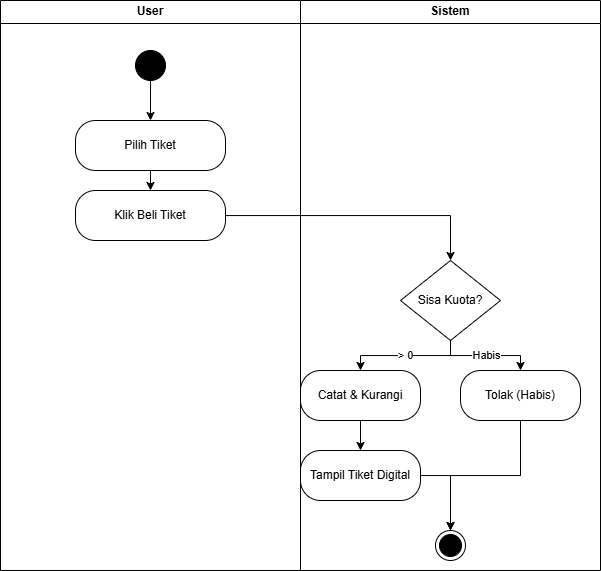 User
Sistem
Pilih Tiket
Klik Beli Tiket
Sisa Kuota?
> 0
Habis
Catat & Kurangi
Tolak (Habis)
Tampil Tiket Digital